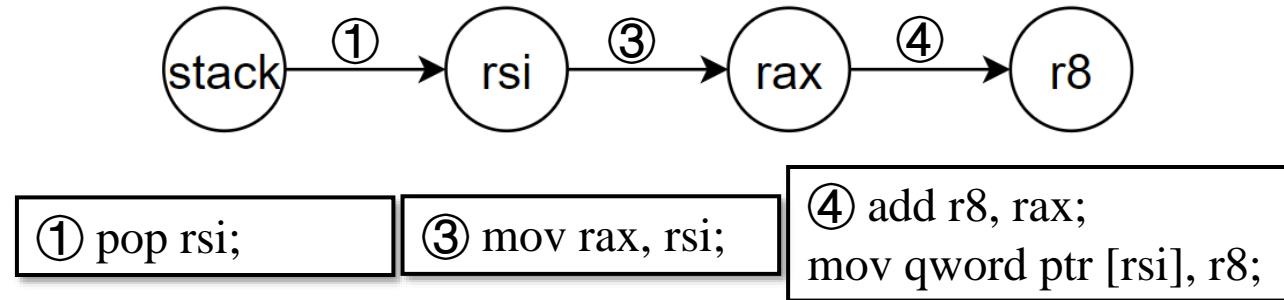 ① ③ ④
stack rsi rax r8
① pop rsi;
③ mov rax, rsi;
④ add r8, rax;
mov qword ptr [rsi], r8;